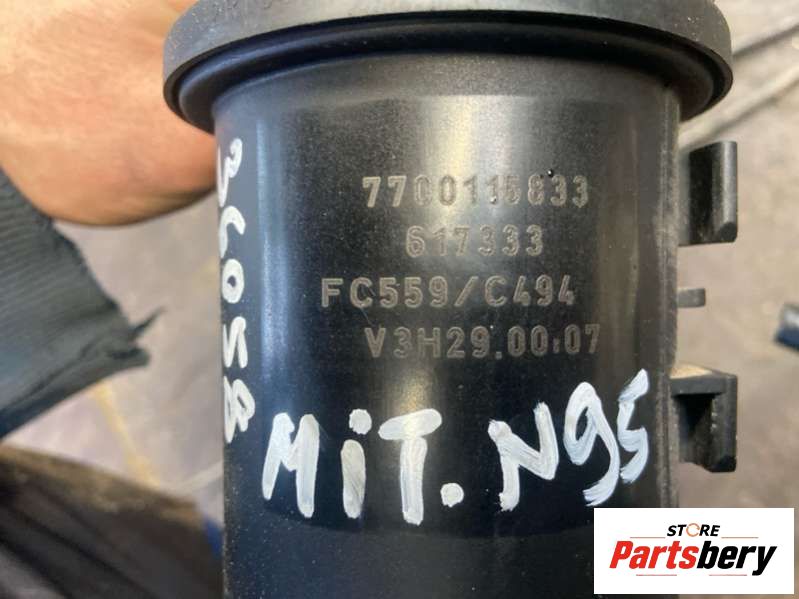 7700115833
617333
FC559/C494
V3H29.00.07
MiT. N95
STORE
Partsbery